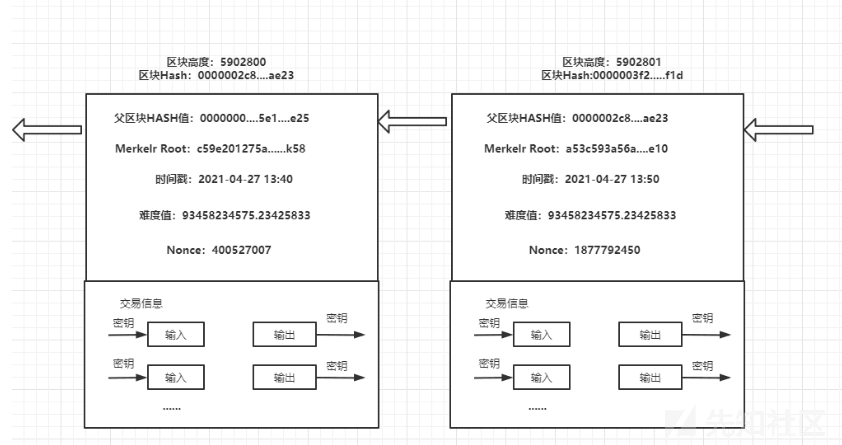 区块高度：5902800
区块Hash：0000002c8....ae23
父区块HASH值：0000000....5e1....e25
Merkelr Root：c59e201275a......k58
时间戳：2021-04-27 13:40
难度值：93458234575.23425833
Nonce：400527007
交易信息
密钥
输入
输出
密钥
密钥
输入
输出
密钥
......
区块高度：5902801
区块Hash:0000003f2.....f1d
父区块HASH值：0000002c8....ae23
Merkelr Root：a53c593a56a....e10
时间戳：2021-04-27 13:50
难度值：93458234575.23425833
Nonce：1877792450
交易信息
密钥
输入
输出
密钥
密钥
输入
输出
密钥
......
先知社区